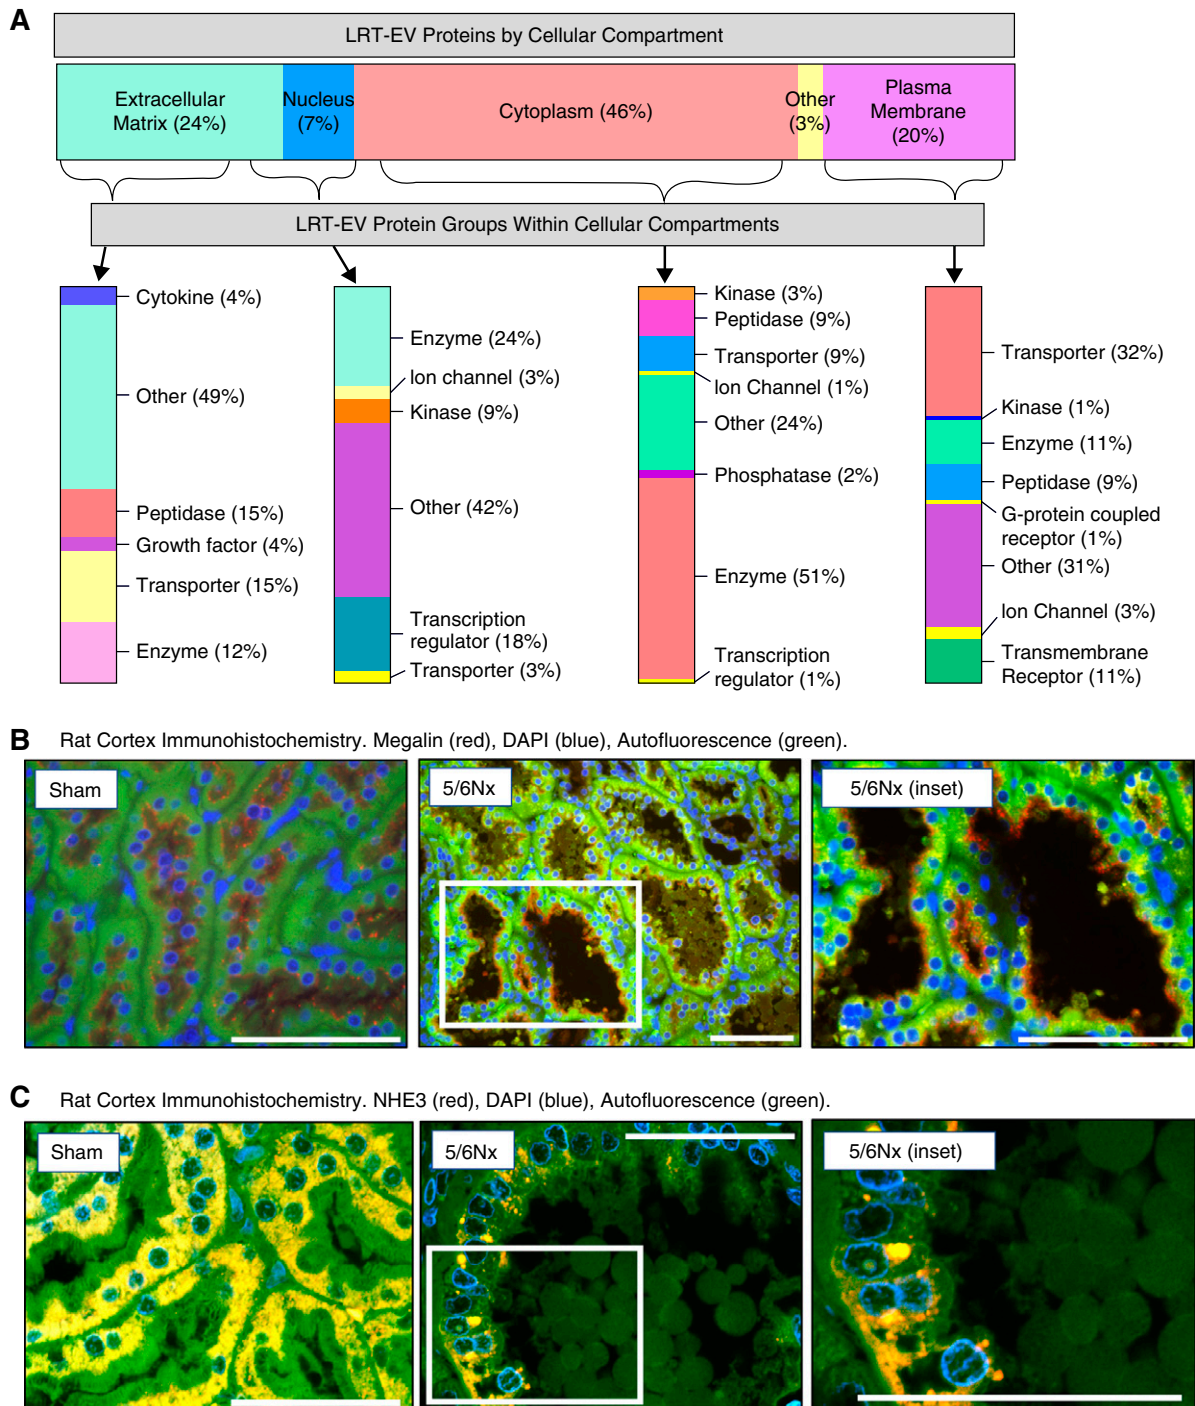 A
LRT-EV Proteins by Cellular Compartment
Extracellular
Matrix (24%)
Nucleus
(7%)
Cytoplasm (46%)
Other
(3%)
Plasma
Membrane
(20%)
LRT-EV Protein Groups Within Cellular Compartments
Cytokine (4%)
Other (49%)
Peptidase (15%)
Growth factor (4%)
Transporter (15%)
Enzyme (12%)
Enzyme (24%)
Ion channel (3%)
Kinase (9%)
Other (42%)
Transcription
regulator (18%)
Transporter (3%)
Kinase (3%)
Peptidase (9%)
Transporter (9%)
Ion Channel (1%)
Other (24%)
Phosphatase (2%)
Enzyme (51%)
Transcription
regulator (1%)
Transporter (32%)
Kinase (1%)
Enzyme (11%)
Peptidase (9%)
G-protein coupled
receptor (1%)
Other (31%)
Ion Channel (3%)
Transmembrane
Receptor (11%)
B
Rat Cortex Immunohistochemistry. Megalin (red), DAPI (blue), Autofluorescence (green).
Sham
5/6Nx
5/6Nx (inset)
C
Rat Cortex Immunohistochemistry. NHE3 (red), DAPI (blue), Autofluorescence (green).
Sham
5/6Nx
5/6Nx (inset)